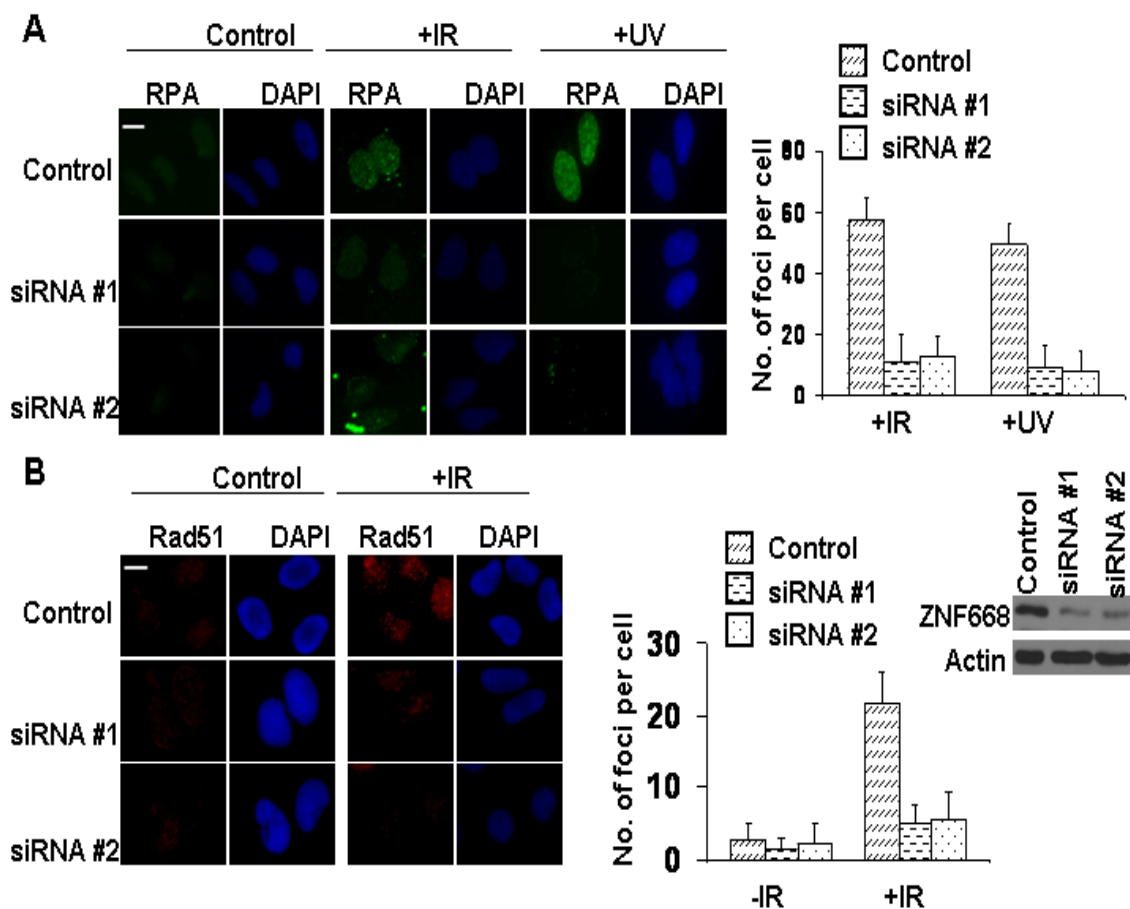 A
Control +IR +UV
RPA DAPI RPA DAPI RPA DAPI
Control
siRNA #1
siRNA #2
Control
siRNA #1
siRNA #2
No. of foci per cell
80
60
40
20
0
+IR +UV
B
Control +IR
Rad51 DAPI Rad51 DAPI
Control
siRNA #1
siRNA #2
Control
siRNA #1
siRNA #2
No. of foci per cell
30
20
10
0
-IR +IR
Control siRNA #1 siRNA #2
ZNF668
Actin